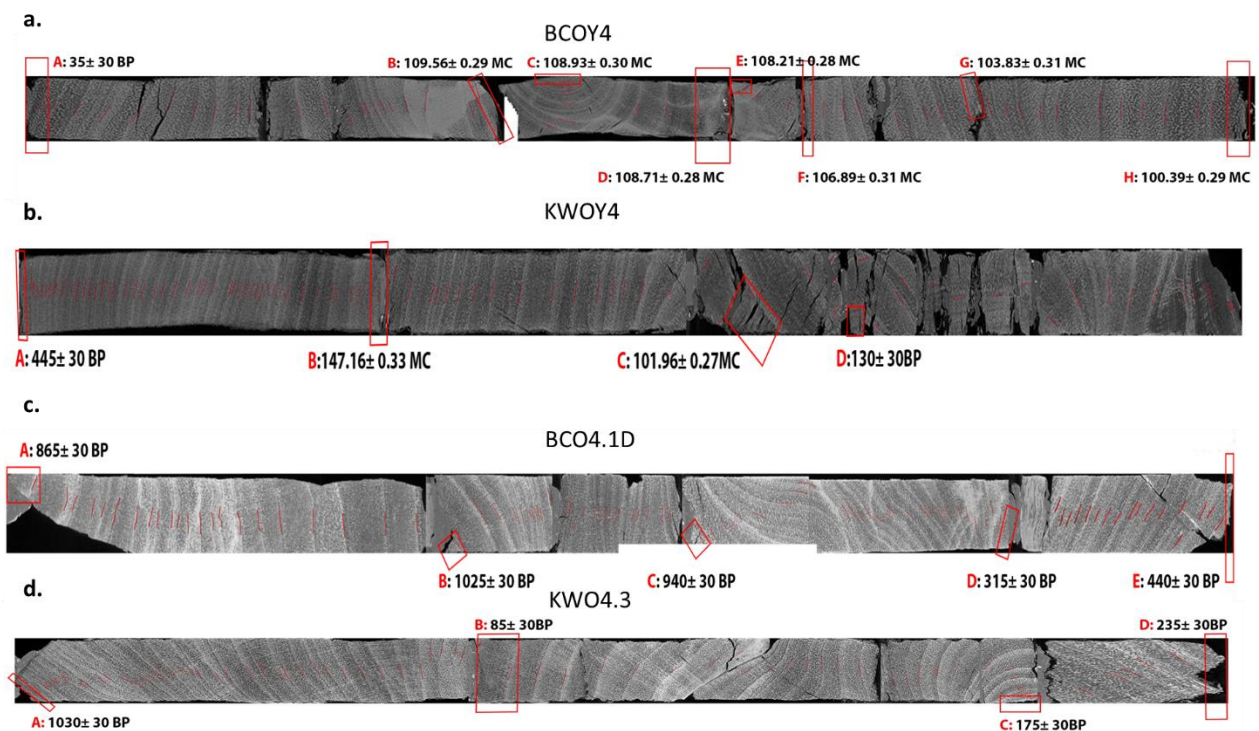 a.
BCOY4
A: 35± 30 BP
B: 109.56± 0.29 MC
C: 108.93± 0.30 MC
E: 108.21± 0.28 MC
G: 103.83± 0.31 MC
D: 108.71± 0.28 MC
F: 106.89± 0.31 MC
H: 100.39± 0.29 MC
b.
KWOY4
A: 445± 30 BP
B:147.16± 0.33 MC
C: 101.96± 0.27MC
D:130± 30BP
c.
BCO4.1D
A: 865± 30 BP
B: 1025± 30 BP
C: 940± 30 BP
D: 315± 30 BP
E: 440± 30 BP
d.
KWO4.3
B: 85± 30BP
D: 235± 30BP
A: 1030± 30 BP
C: 175± 30BP